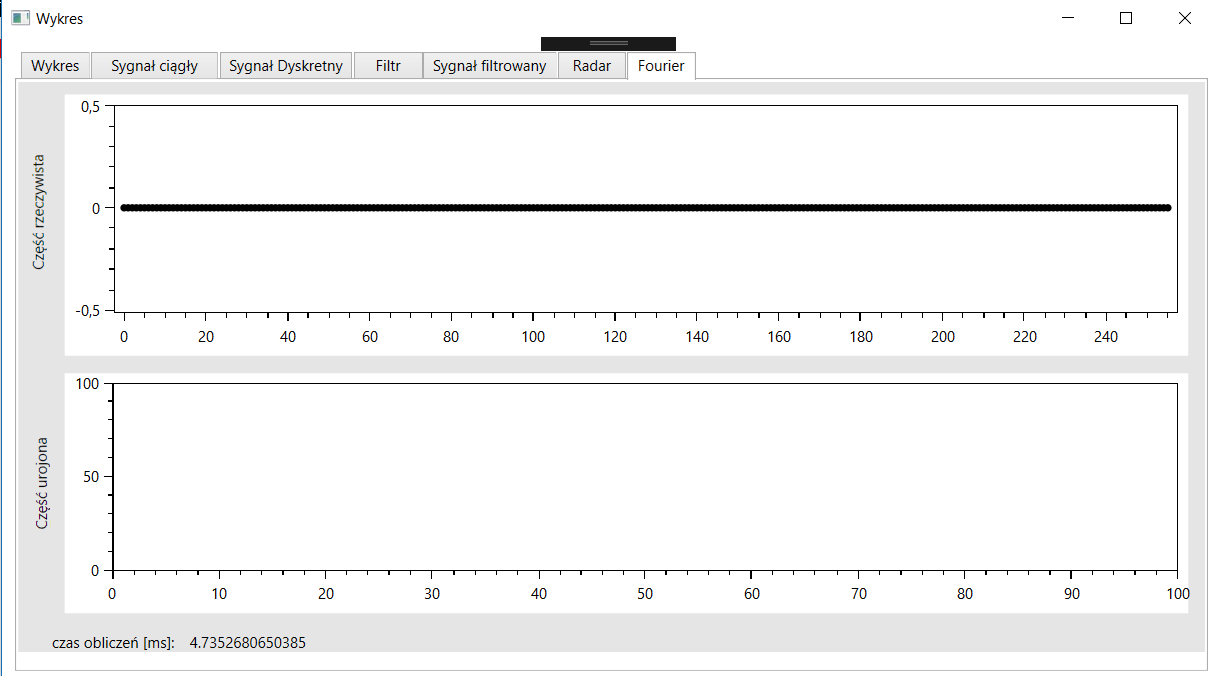 Wykres
Wykres Sygnał ciągły Sygnał Dyskretny Filtr Sygnał filtrowany Radar Fourier
Część rzeczywista
0,5
0
-0,5
0 20 40 60 80 100 120 140 160 180 200 220 240
Część urojona
100
50
0
0 10 20 30 40 50 60 70 80 90 100
czas obliczeń [ms]: 4.7352680650385